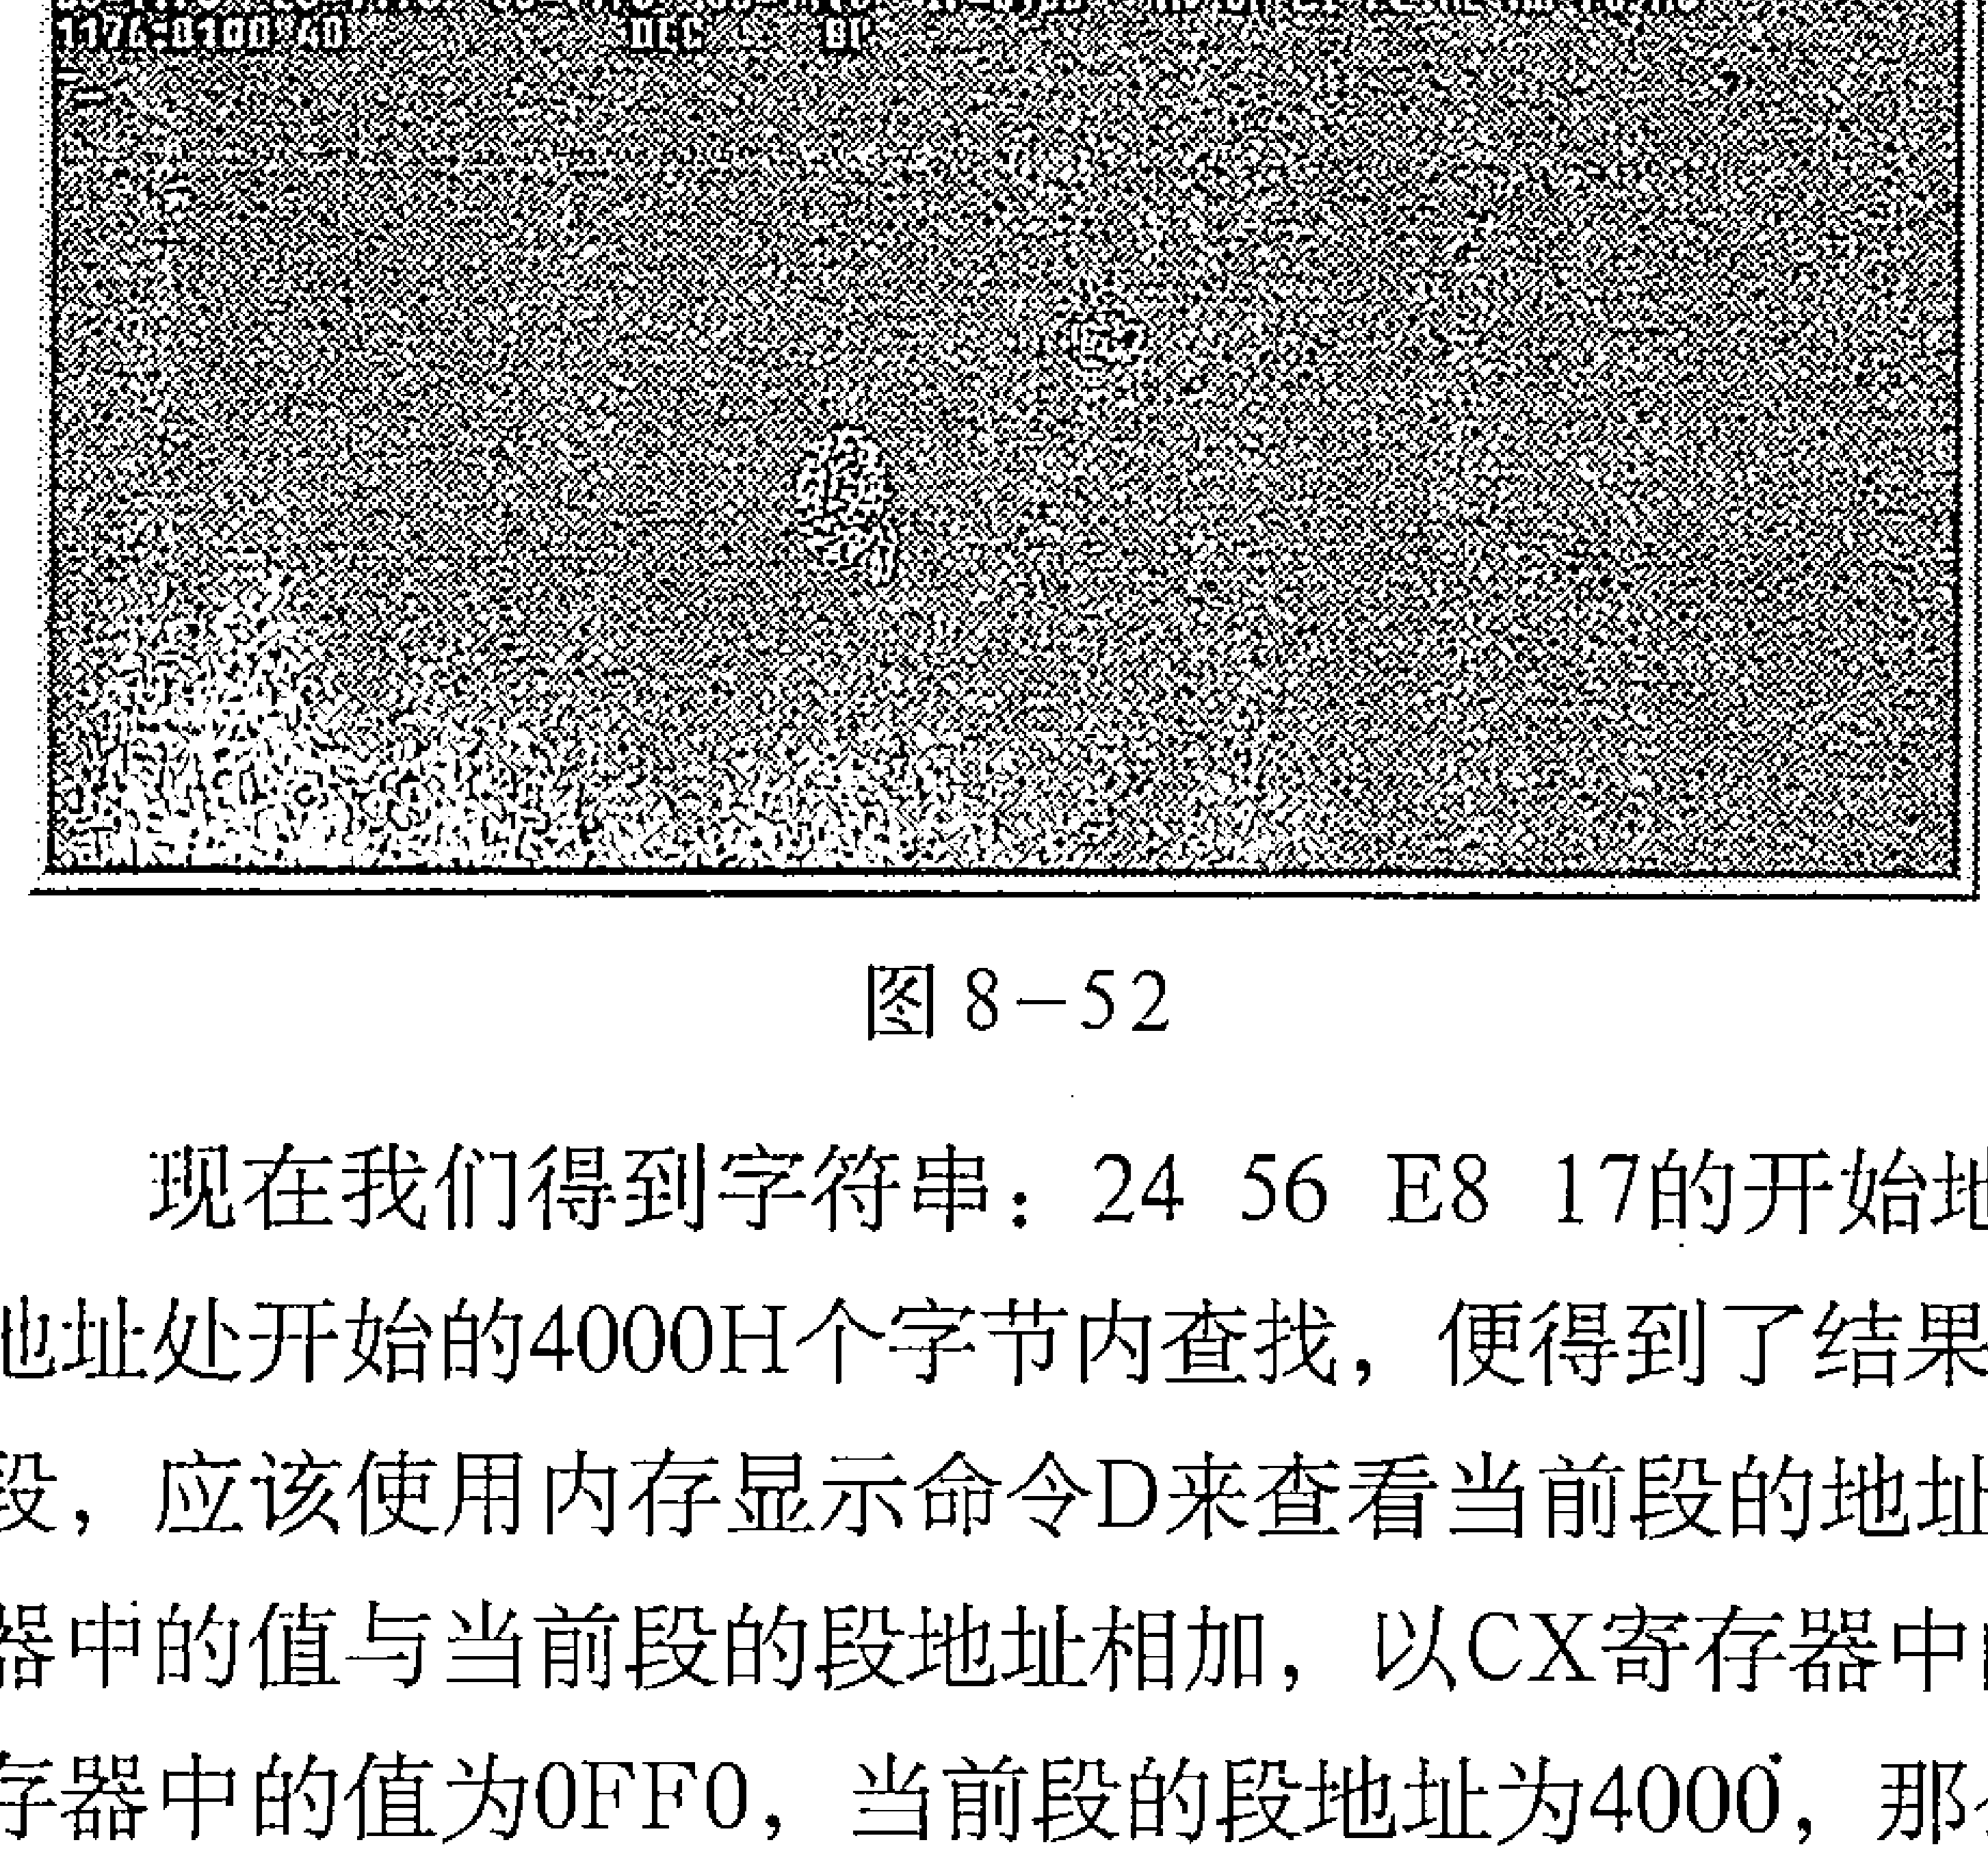 DEC BP
图8-52
现在我们得到字符串：24 56 E8 17的开始地
地址处开始的4000H个字节内查找，便得到了结果
段，应该使用内存显示命令D来查看当前段的地址
器中的值与当前段的段地址相加，以CX寄存器中
存器中的值为0FF0，当前段的段地址为4000，那